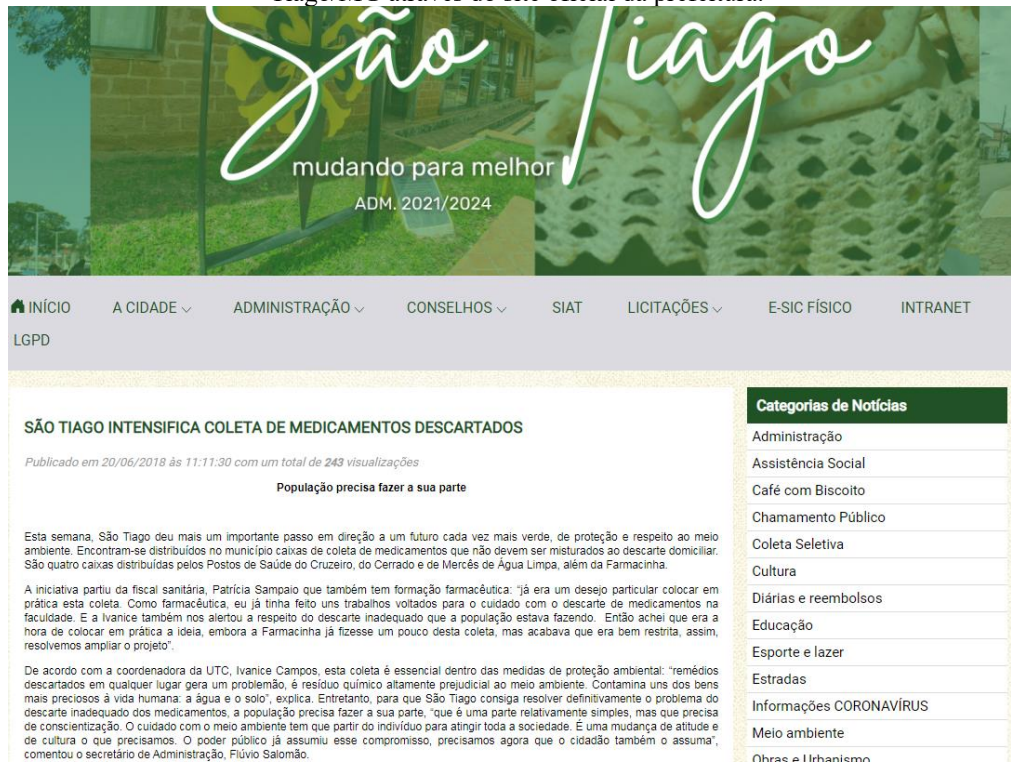 Tiago/MG através do site oficial da prefeitura.
São Tiago
mudando para melhor
ADM. 2021/2024
INÍCIO A CIDADE ADMINISTRAÇÃO CONSELHOS SIAT LICITAÇÕES E-SIC FÍSICO INTRANET
LGPD
SÃO TIAGO INTENSIFICA COLETA DE MEDICAMENTOS DESCARTADOS
Publicado em 20/06/2018 às 11:11:30 com um total de 243 visualizações
População precisa fazer a sua parte
Esta semana, São Tiago deu mais um importante passo em direção a um futuro cada vez mais verde, de proteção e respeito ao meio
ambiente. Encontram-se distribuídos no município caixas de coleta de medicamentos que não devem ser misturados ao descarte domiciliar.
São quatro caixas distribuídas pelos Postos de Saúde do Cruzeiro, do Cerrado e de Mercês de Água Limpa, além da Farmacinha.
A iniciativa partiu da fiscal sanitária, Patrícia Sampaio que também tem formação farmacêutica: “já era um desejo particular colocar em
prática esta coleta. Como farmacêutica, eu já tinha feito uns trabalhos voltados para o cuidado com o descarte de medicamentos na
faculdade. E a Ivanice também nos alertou a respeito do descarte inadequado que a população estava fazendo. Então achei que era a
hora de colocar em prática a ideia, embora a Farmacinha já fizesse um pouco desta coleta, mas acabava que era bem restrita, assim,
resolvemos ampliar o projeto”.
De acordo com a coordenadora da UTC, Ivanice Campos, esta coleta é essencial dentro das medidas de proteção ambiental: “remédios
descartados em qualquer lugar gera um problemão, é resíduo químico altamente prejudicial ao meio ambiente. Contamina uns dos bens
mais preciosos à vida humana: a água e o solo”, explica. Entretanto, para que São Tiago consiga resolver definitivamente o problema do
descarte inadequado dos medicamentos, a população precisa fazer a sua parte, “que é uma parte relativamente simples, mas que precisa
de conscientização. O cuidado com o meio ambiente tem que partir do indivíduo para atingir toda a sociedade. É uma mudança de atitude e
de cultura o que precisamos. O poder público já assumiu esse compromisso, precisamos agora que o cidadão também o assuma”,
comentou o secretário de Administração, Flúvio Salomão.
Categorias de Notícias
Administração
Assistência Social
Café com Biscoito
Chamamento Público
Coleta Seletiva
Cultura
Diárias e reembolsos
Educação
Esporte e lazer
Estradas
Informações CORONAVÍRUS
Meio ambiente
Obras e Urbanismo